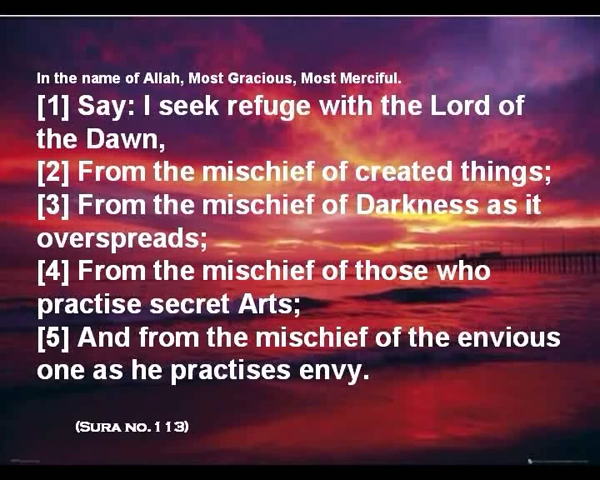 In the name of Allah, Most Gracious, Most Merciful.
[1] Say: I seek refuge with the Lord of
the Dawn,
[2] From the mischief of created things;
[3] From the mischief of Darkness as it
overspreads;
[4] From the mischief of those who
practise secret Arts;
[5] And from the mischief of the envious
one as he practises envy.
(Sura no.113)